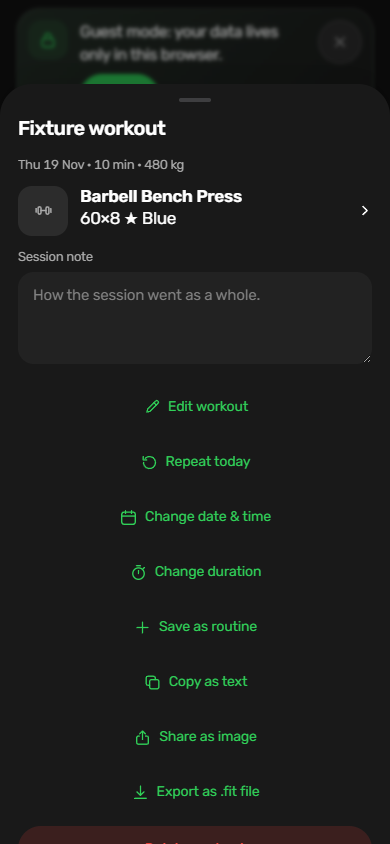 Guest mode: your data lives
only in this browser.
Fixture workout
Thu 19 Nov • 10 min • 480 kg
Barbell Bench Press
60×8 ★ Blue
Session note
How the session went as a whole.
Edit workout
Repeat today
Change date & time
Change duration
Save as routine
Copy as text
Share as image
Export as .fit file